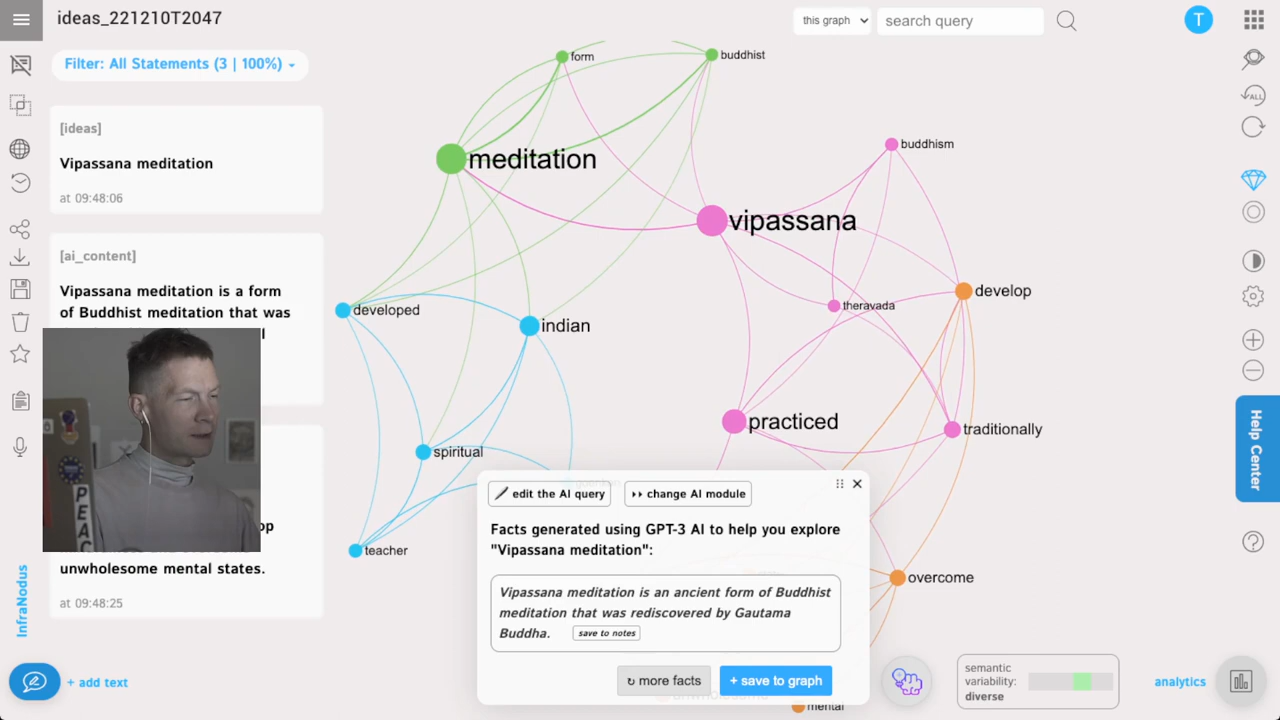 ideas_221210T2047
this graph
search query
T
Filter: All Statements (3 | 100%)
[ideas]
Vipassana meditation
at 09:48:06
[ai_content]
Vipassana meditation is a form
of Buddhist meditation that was
unwholesome mental states.
at 09:48:25
InfraNodus
+ add text
form
buddhist
meditation
buddhism
vipassana
develop
theravada
developed
indian
practiced
traditionally
spiritual
teacher
overcome
mental
edit the AI query
change AI module
Facts generated using GPT-3 AI to help you explore
"Vipassana meditation":
Vipassana meditation is an ancient form of Buddhist
meditation that was rediscovered by Gautama
Buddha.
save to notes
↻ more facts
+ save to graph
semantic
variability:
diverse
analytics
ALL
Help Center
PEAC